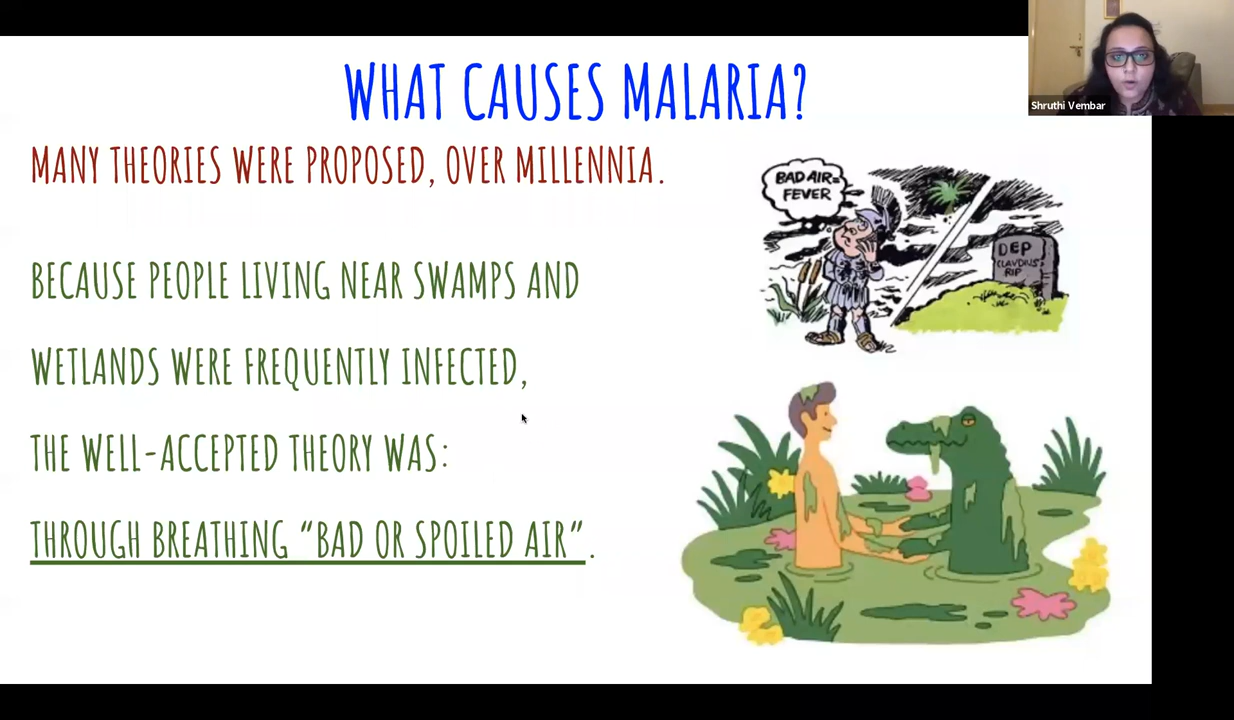 WHAT CAUSES MALARIA?
MANY THEORIES WERE PROPOSED, OVER MILLENNIA.
BECAUSE PEOPLE LIVING NEAR SWAMPS AND
WETLANDS WERE FREQUENTLY INFECTED,
THE WELL-ACCEPTED THEORY WAS:
THROUGH BREATHING “BAD OR SPOILED AIR”.
BAD AIR=
FEVER
DEP
CLAVDIUS
RIP
Shruthi Vembar